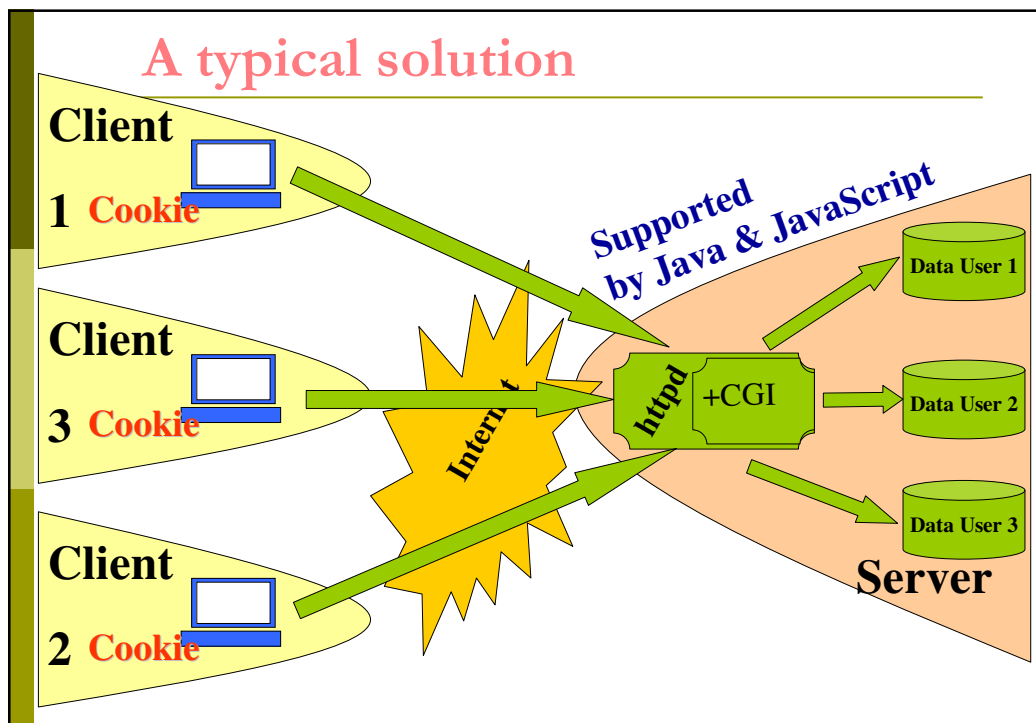 A typical solution
Client
1 Cookie
Client
3 Cookie
Client
2 Cookie
Internet
Supported
by Java & JavaScript
httpd
+CGI
Data User 1
Data User 2
Data User 3
Server